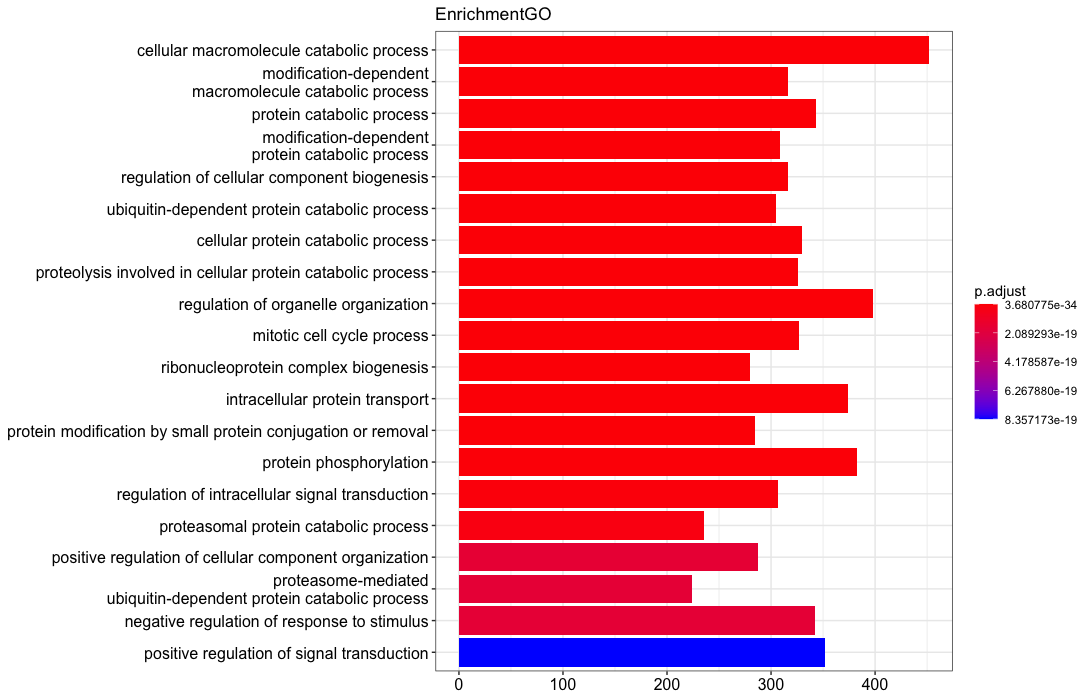 EnrichmentGO
cellular macromolecule catabolic process
modification-dependent
macromolecule catabolic process
protein catabolic process
modification-dependent
protein catabolic process
regulation of cellular component biogenesis
ubiquitin-dependent protein catabolic process
cellular protein catabolic process
proteolysis involved in cellular protein catabolic process
regulation of organelle organization
mitotic cell cycle process
ribonucleoprotein complex biogenesis
intracellular protein transport
protein modification by small protein conjugation or removal
protein phosphorylation
regulation of intracellular signal transduction
proteasomal protein catabolic process
positive regulation of cellular component organization
proteasome-mediated
ubiquitin-dependent protein catabolic process
negative regulation of response to stimulus
positive regulation of signal transduction
0 100 200 300 400
p.adjust
3.680775e-34
2.089293e-19
4.178587e-19
6.267880e-19
8.357173e-19